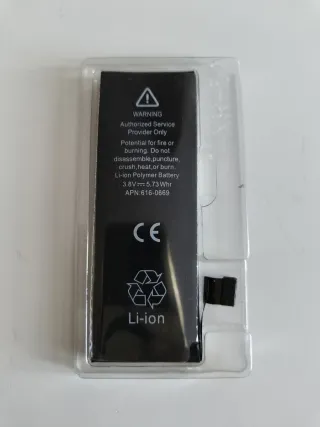 WARNING
Authorized Service
Provider Only
Potential for fire or
burning. Do not
disassemble,puncture,
crush,heat,or burn.
Li-ion Polymer Battery
3.8V⎓5.73Whr
APN:616-0669
CE
Li-ion